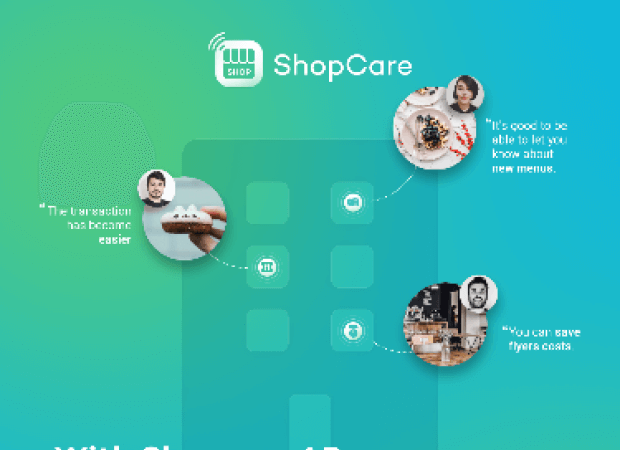 SHOP
ShopCare
“It's good to be
able to let you
know about
new menus.
“The transaction
has become
easier
“You can save
flyers costs.
With